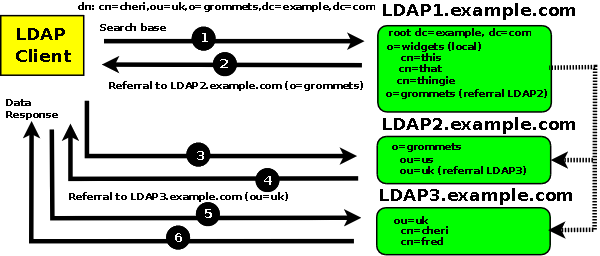 dn: cn=cheri,ou=uk,o=grommets,dc=example,dc=com
LDAP1.example.com
LDAP
Client
Search base
1
2
Referral to LDAP2.example.com (o=grommets)
root dc=example, dc=com
o=widgets (local)
cn=this
cn=that
cn=thingie
o=grommets (referral LDAP2)
Data
Response
LDAP2.example.com
3
4
o=grommets
ou=us
ou=uk (referral LDAP3)
Referral to LDAP3.example.com (ou=uk)
LDAP3.example.com
5
6
ou=uk
cn=cheri
cn=fred